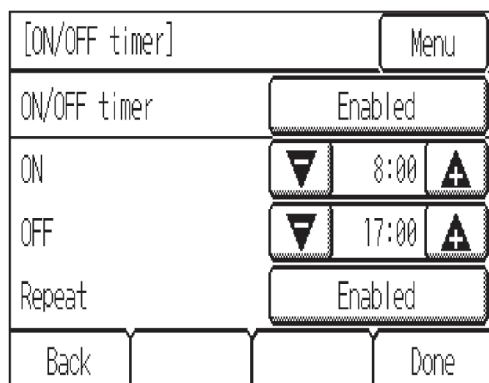 [ON/OFF timer] Menu
ON/OFF timer Enabled
ON 8:00
OFF 17:00
Repeat Enabled
Back Done